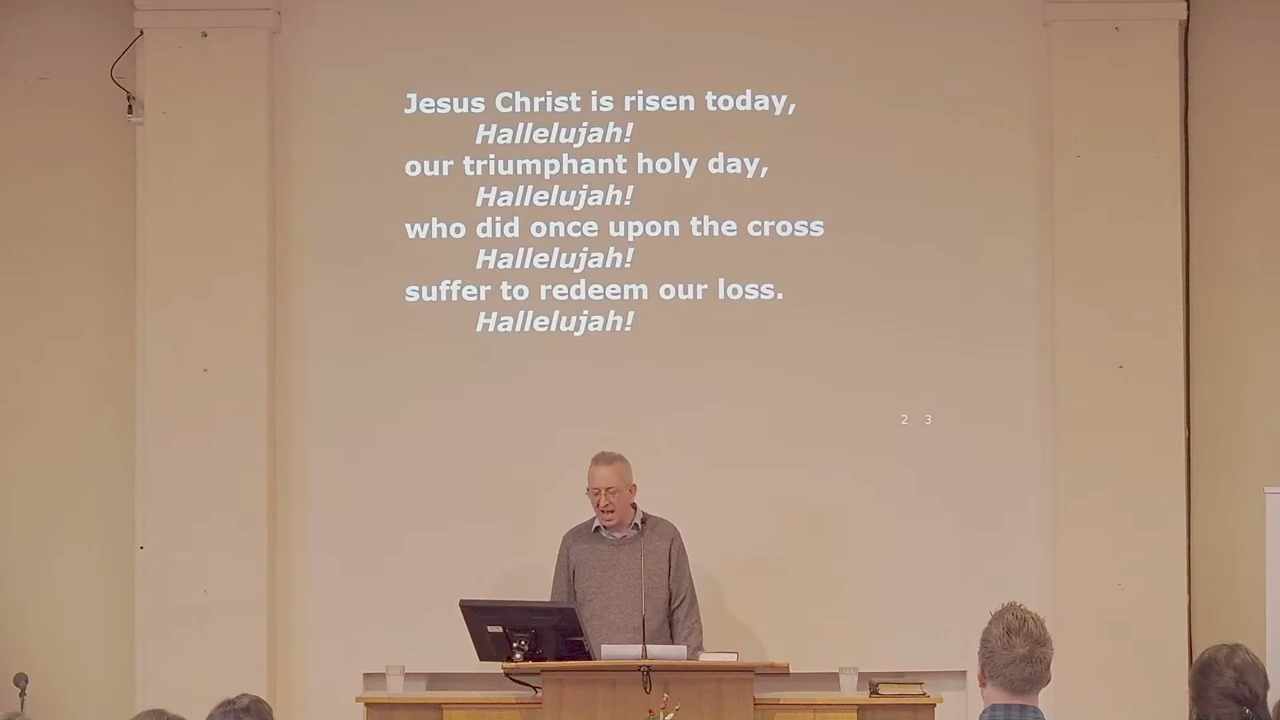 Jesus Christ is risen today,
Hallelujah!
our triumphant holy day,
Hallelujah!
who did once upon the cross
Hallelujah!
suffer to redeem our loss.
Hallelujah!
2 3